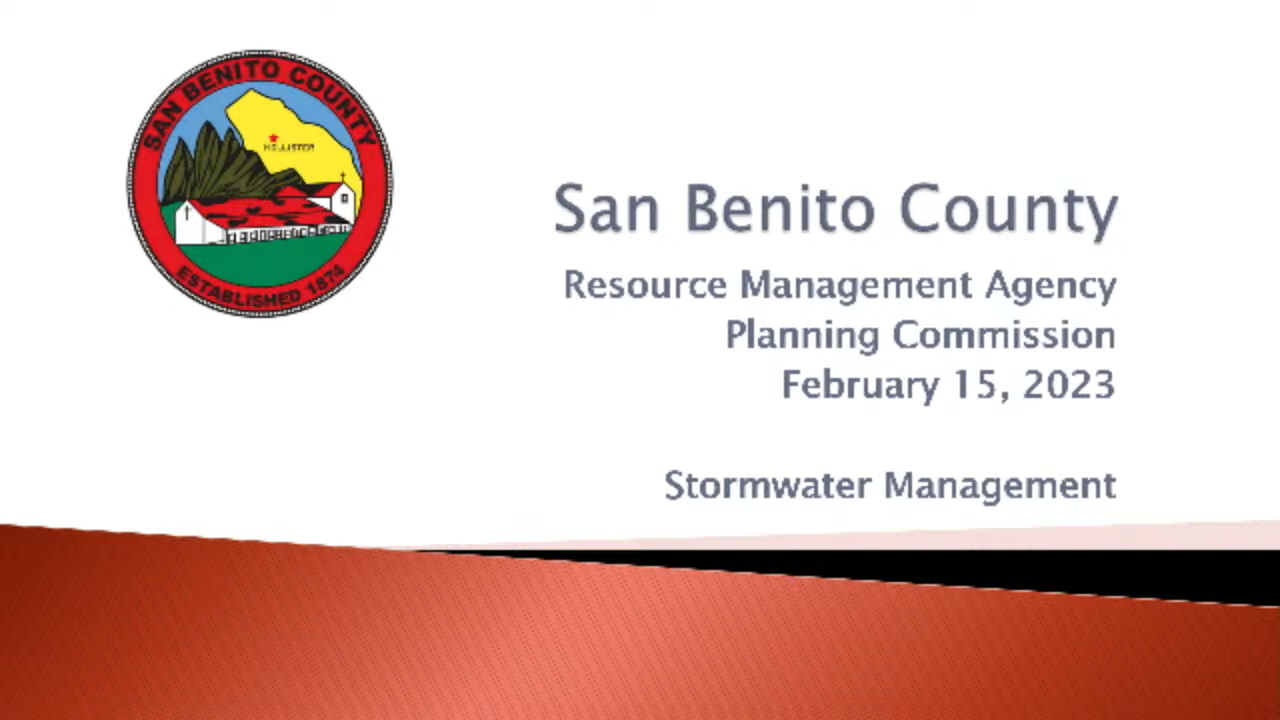 SAN BENITO COUNTY
HOLLISTER
ESTABLISHED 1874
San Benito County
Resource Management Agency
Planning Commission
February 15, 2023
Stormwater Management